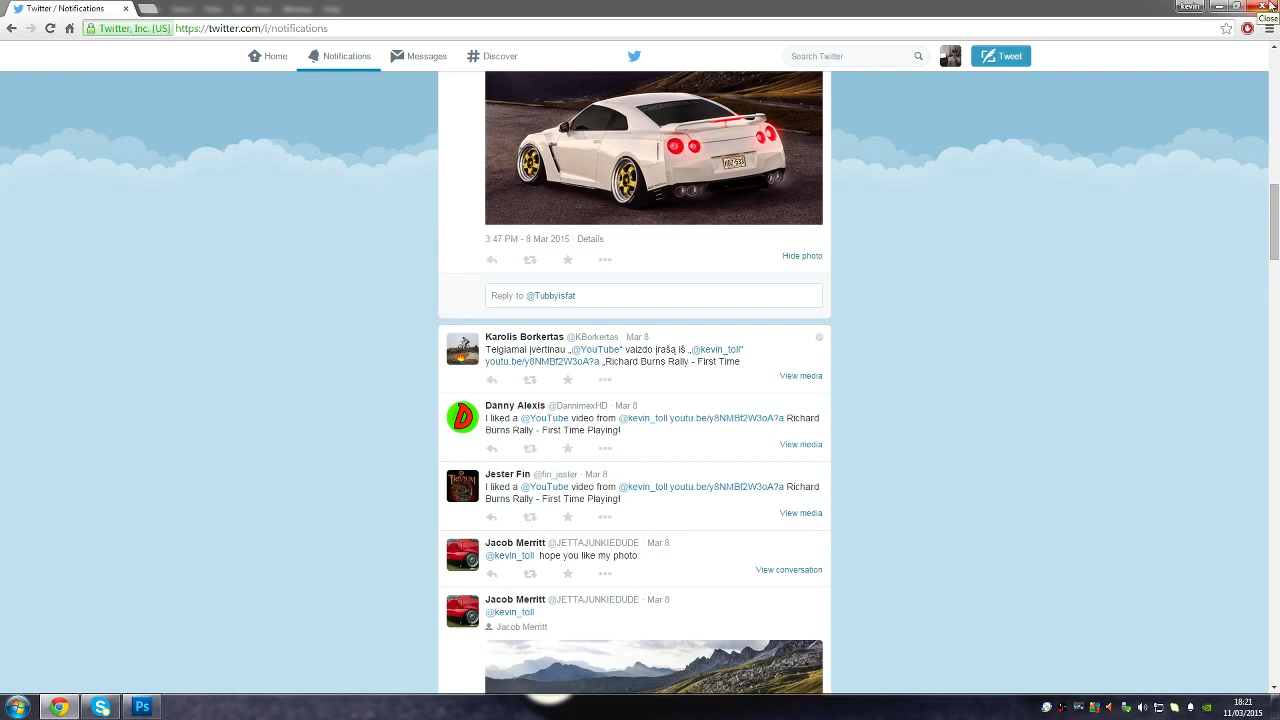 Twitter / Notifications
Kevin
Close
Twitter, Inc. [US] https://twitter.com/i/notifications
Home
Notifications
Messages
Discover
Search Twitter
Tweet
3:47 PM - 8 Mar 2015 · Details
Hide photo
Reply to @Tubbyisfat
Karolis Borkertas @KBorkertas · Mar 8
Teigiamai įvertinau „@YouTube“ vaizdo įrašą iš „@kevin_toll“
youtu.be/y8NMBf2W3oA?a „Richard Burns Rally - First Time
View media
Danny Alexis @DannimexHD · Mar 8
I liked a @YouTube video from @kevin_toll youtu.be/y8NMBf2W3oA?a Richard
Burns Rally - First Time Playing!
View media
Jester Fin @fin_jester · Mar 8
I liked a @YouTube video from @kevin_toll youtu.be/y8NMBf2W3oA?a Richard
Burns Rally - First Time Playing!
View media
Jacob Merritt @JETTAJUNKIEDUDE · Mar 8
@kevin_toll hope you like my photo
View conversation
Jacob Merritt @JETTAJUNKIEDUDE · Mar 8
@kevin_toll
Jacob Merritt
Ps
18:21
11/03/2015